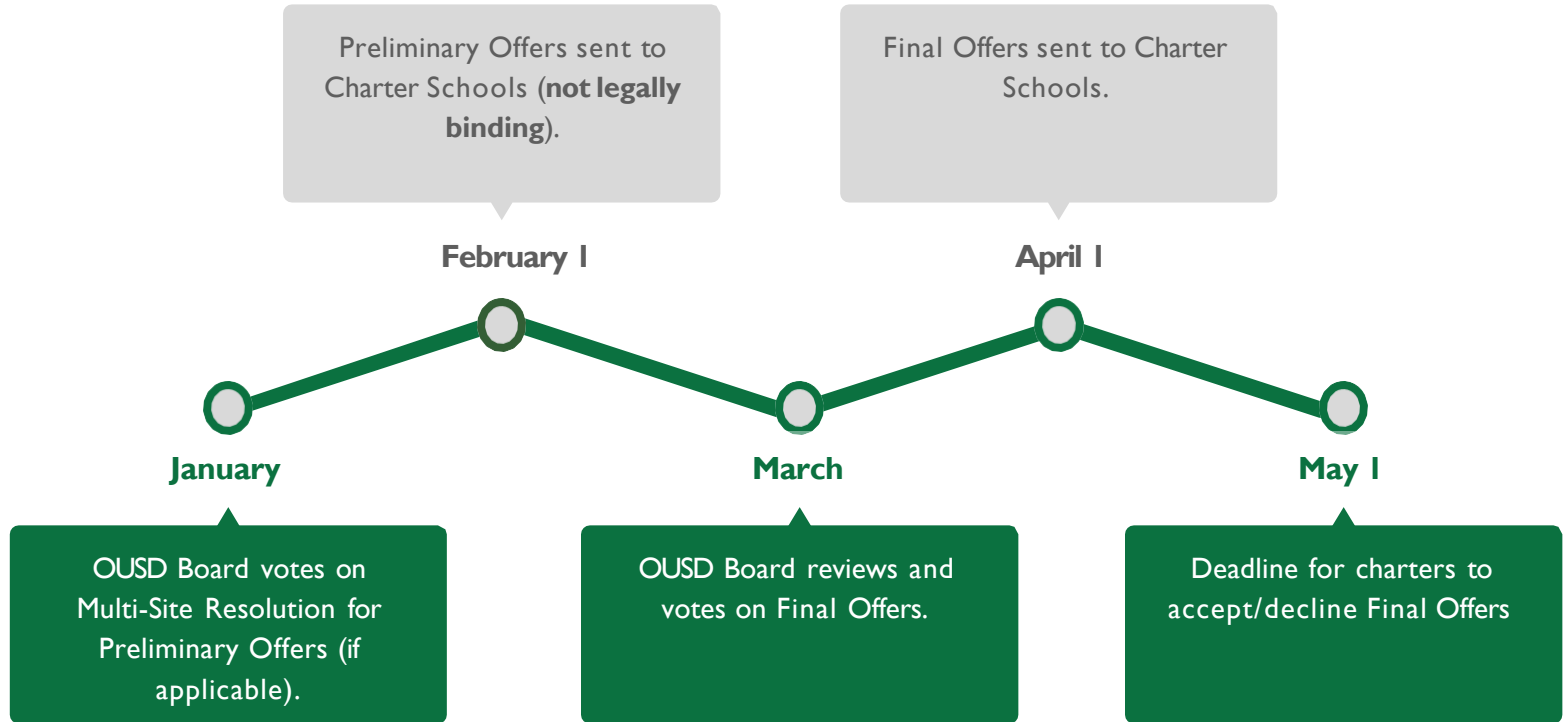 Preliminary Offers sent to
Charter Schools (not legally
binding).
Final Offers sent to Charter
Schools.
February 1
April 1
January
March
May 1
OUSD Board votes on
Multi-Site Resolution for
Preliminary Offers (if
applicable).
OUSD Board reviews and
votes on Final Offers.
Deadline for charters to
accept/decline Final Offers